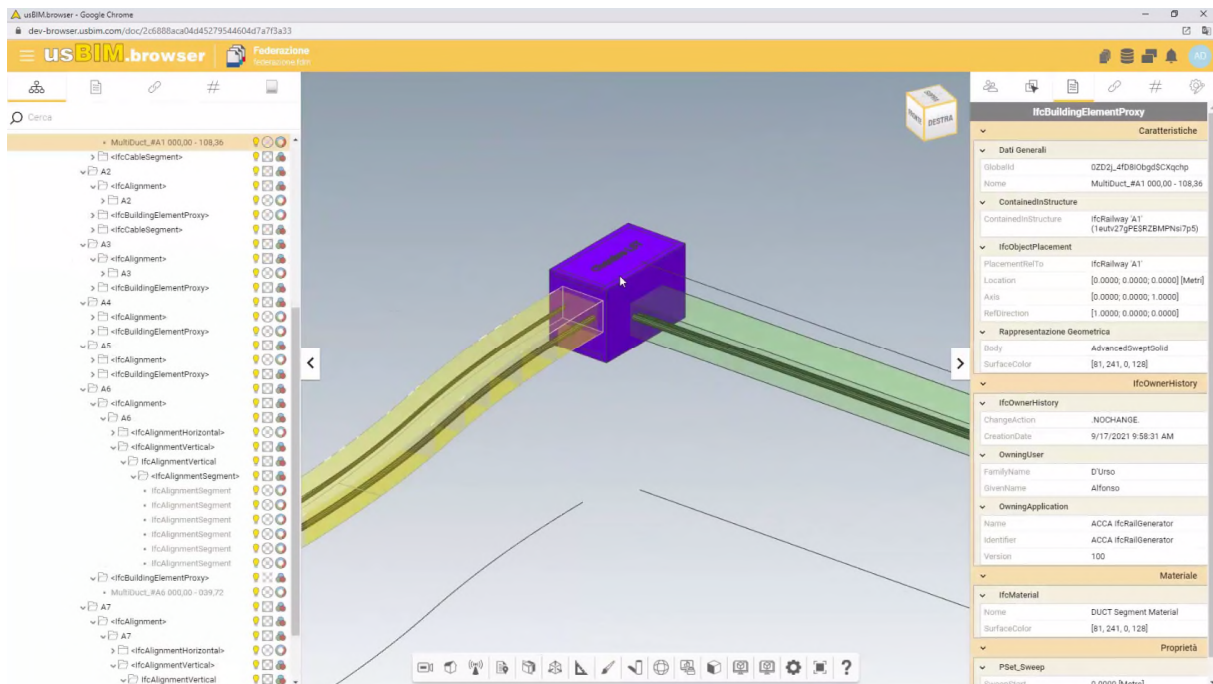 usBIM.browser - Google Chrome
dev-browser.usbim.com/doc/2c6888aca04d45279544604d7a7f3a33
usBIM.browser
Federazione
federazione.fdm
AD
Cerca
MultiDuct_#A1 000,00 - 108,36
<IfcCableSegment>
A2
<IfcAlignment>
A2
<IfcBuildingElementProxy>
<IfcCableSegment>
A3
<IfcAlignment>
A3
<IfcBuildingElementProxy>
A4
<IfcAlignment>
<IfcBuildingElementProxy>
A5
<IfcAlignment>
<IfcBuildingElementProxy>
A6
<IfcAlignment>
A6
<IfcAlignmentHorizontal>
<IfcAlignmentVertical>
IfcAlignmentVertical
<IfcAlignmentSegment>
IfcAlignmentSegment
IfcAlignmentSegment
IfcAlignmentSegment
IfcAlignmentSegment
IfcAlignmentSegment
IfcAlignmentSegment
<IfcBuildingElementProxy>
MultiDuct_#A6 000,00 - 039,72
A7
<IfcAlignment>
A7
<IfcAlignmentHorizontal>
<IfcAlignmentVertical>
IfcAlignmentVertical
DESTRA
IfcBuildingElementProxy
Caratteristiche
Dati Generali
GlobalId 0ZD2j_4fD8IObgd$CXqchp
Nome MultiDuct_#A1 000,00 - 108,36
ContainedInStructure
ContainedInStructure IfcRailway 'A1'
(1eutv27gPESRZBMPNsi7p5)
IfcObjectPlacement
PlacementRelTo IfcRailway 'A1'
Location [0.0000; 0.0000; 0.0000] [Metri]
Axis [0.0000; 0.0000; 1.0000]
RefDirection [1.0000; 0.0000; 0.0000]
Rappresentazione Geometrica
Body AdvancedSweptSolid
SurfaceColor [81, 241, 0, 128]
IfcOwnerHistory
IfcOwnerHistory
ChangeAction .NOCHANGE.
CreationDate 9/17/2021 9:58:31 AM
OwningUser
FamilyName D'Urso
GivenName Alfonso
OwningApplication
Name ACCA IfcRailGenerator
Identifier ACCA IfcRailGenerator
Version 100
Materiale
IfcMaterial
Nome DUCT Segment Material
SurfaceColor [81, 241, 0, 128]
Proprietà
PSet_Sweep